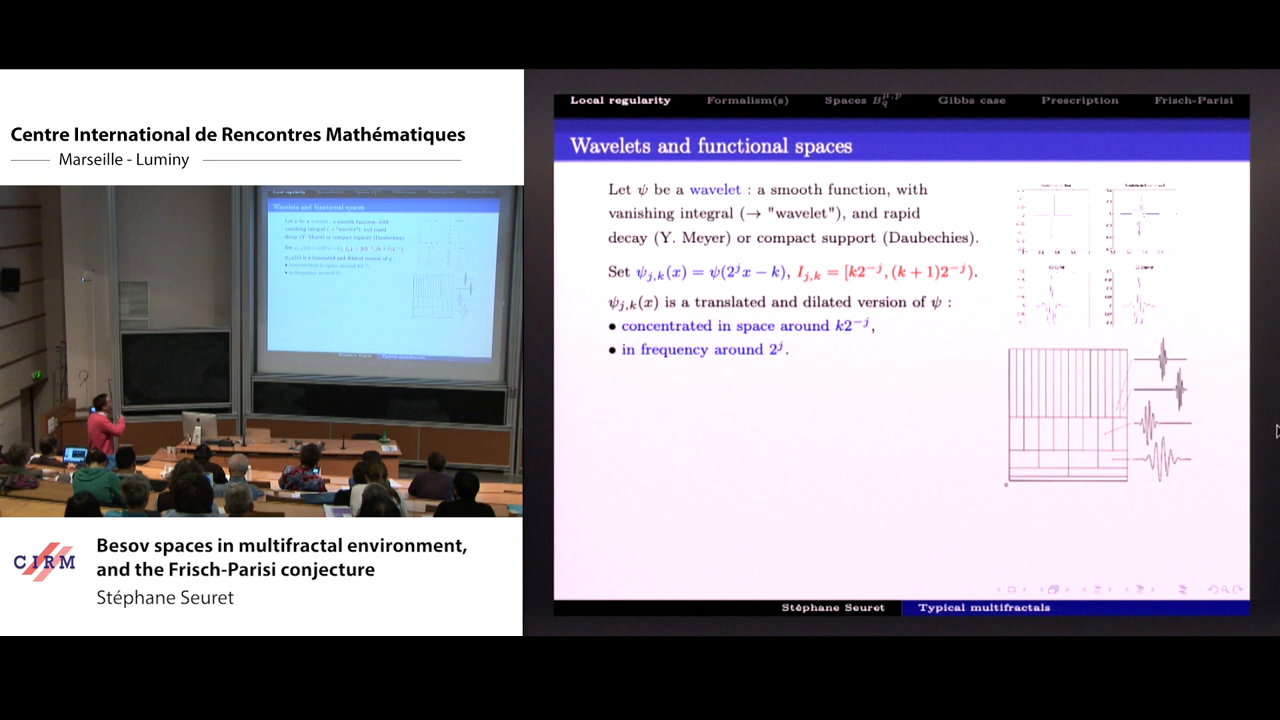 Centre International de Rencontres Mathématiques
Marseille - Luminy
CIRM
Besov spaces in multifractal environment,
and the Frisch-Parisi conjecture
Stéphane Seuret
Local regularity Formalism(s) Spaces B_q^{μ,p} Gibbs case Prescription Frisch-Parisi
Wavelets and functional spaces
Let ψ be a wavelet : a smooth function, with
vanishing integral (→ "wavelet"), and rapid
decay (Y. Meyer) or compact support (Daubechies).
Set ψ_{j,k}(x) = ψ(2^j x − k), I_{j,k} = [k2^{−j}, (k + 1)2^{−j}).
ψ_{j,k}(x) is a translated and dilated version of ψ :
• concentrated in space around k2^{−j},
• in frequency around 2^j.
Stéphane Seuret Typical multifractals